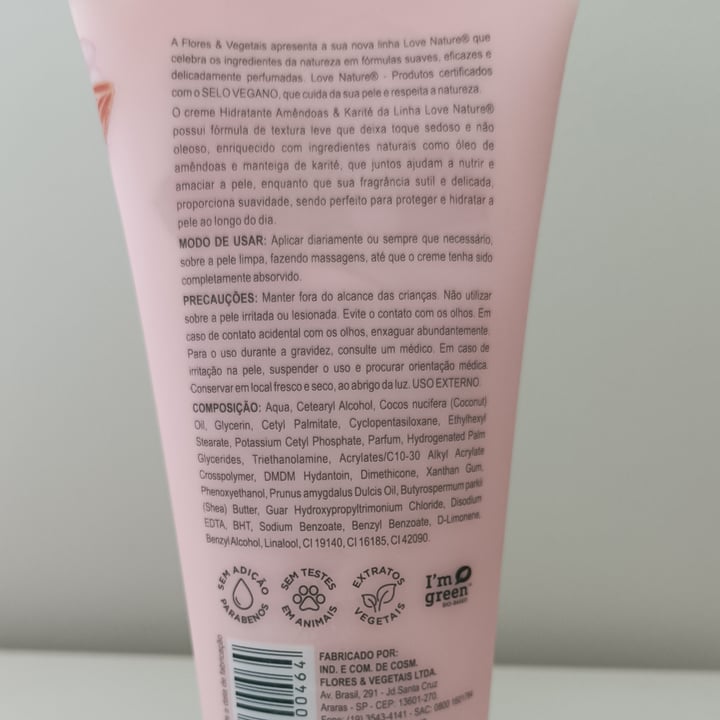 A Flores & Vegetais apresenta a sua nova linha Love Nature® que
celebra os ingredientes da natureza em fórmulas suaves, eficazes e
delicadamente perfumadas. Love Nature® - Produtos certificados
com o SELO VEGANO, que cuida da sua pele e respeita a natureza.
O creme Hidratante Amêndoas & Karité da Linha Love Nature®
possui fórmula de textura leve que deixa toque sedoso e não
oleoso, enriquecido com ingredientes naturais como óleo de
amêndoas e manteiga de karité, que juntos ajudam a nutrir e
amaciar a pele, enquanto que sua fragrância sutil e delicada,
proporciona suavidade, sendo perfeito para proteger e hidratar a
pele ao longo do dia.
MODO DE USAR: Aplicar diariamente ou sempre que necessário,
sobre a pele limpa, fazendo massagens, até que o creme tenha sido
completamente absorvido.
PRECAUÇÕES: Manter fora do alcance das crianças. Não utilizar
sobre a pele irritada ou lesionada. Evite o contato com os olhos. Em
caso de contato acidental com os olhos, enxaguar abundantemente.
Para o uso durante a gravidez, consulte um médico. Em caso de
irritação na pele, suspender o uso e procurar orientação médica.
Conservar em local fresco e seco, ao abrigo da luz. USO EXTERNO.
COMPOSIÇÃO: Aqua, Cetearyl Alcohol, Cocos nucifera (Coconut)
Oil, Glycerin, Cetyl Palmitate, Cyclopentasiloxane, Ethylhexyl
Stearate, Potassium Cetyl Phosphate, Parfum, Hydrogenated Palm
Glycerides, Triethanolamine, Acrylates/C10-30 Alkyl Acrylate
Crosspolymer, DMDM Hydantoin, Dimethicone, Xanthan Gum,
Phenoxyethanol, Prunus amygdalus Dulcis Oil, Butyrospermum parkii
(Shea) Butter, Guar Hydroxypropyltrimonium Chloride, Disodium
EDTA, BHT, Sodium Benzoate, Benzyl Benzoate, D-Limonene,
Benzyl Alcohol, Linalool, CI 19140, CI 16185, CI 42090.
SEM ADIÇÃO PARABENOS
SEM TESTES EM ANIMAIS
EXTRATOS VEGETAIS
I'm green™
BIO-BASED
a data de fabricação
00464
FABRICADO POR:
IND. E COM. DE COSM.
FLORES & VEGETAIS LTDA.
Av. Brasil, 291 - Jd.Santa Cruz
Araras - SP - CEP: 13601-270.
Fone: (19) 3543-4141 - SAC: 0800